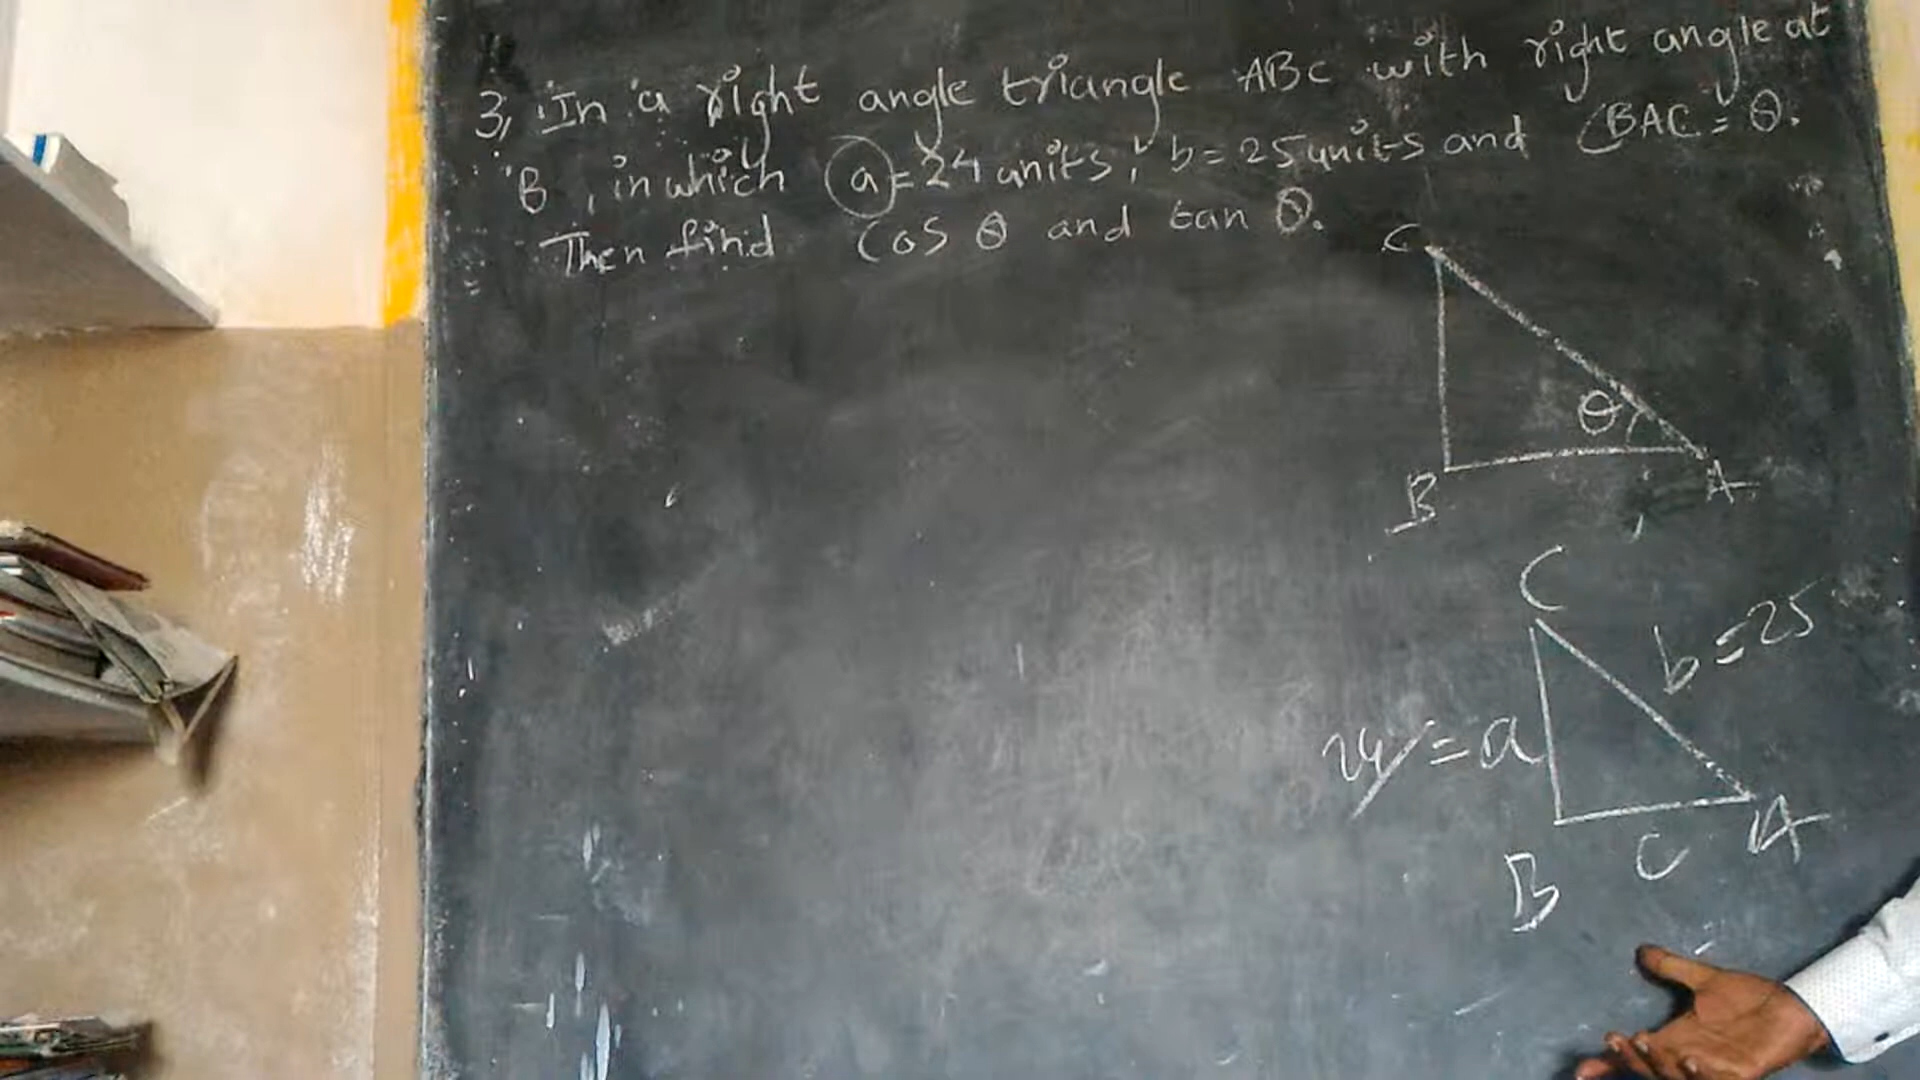 3, In a right angle triangle ABC with right angle at
B, in which a = 24 units, b = 25 units and ∠BAC = θ.
Then find Cos θ and tan θ.
C
θ
B A
C
b = 25
24 = a
B C A